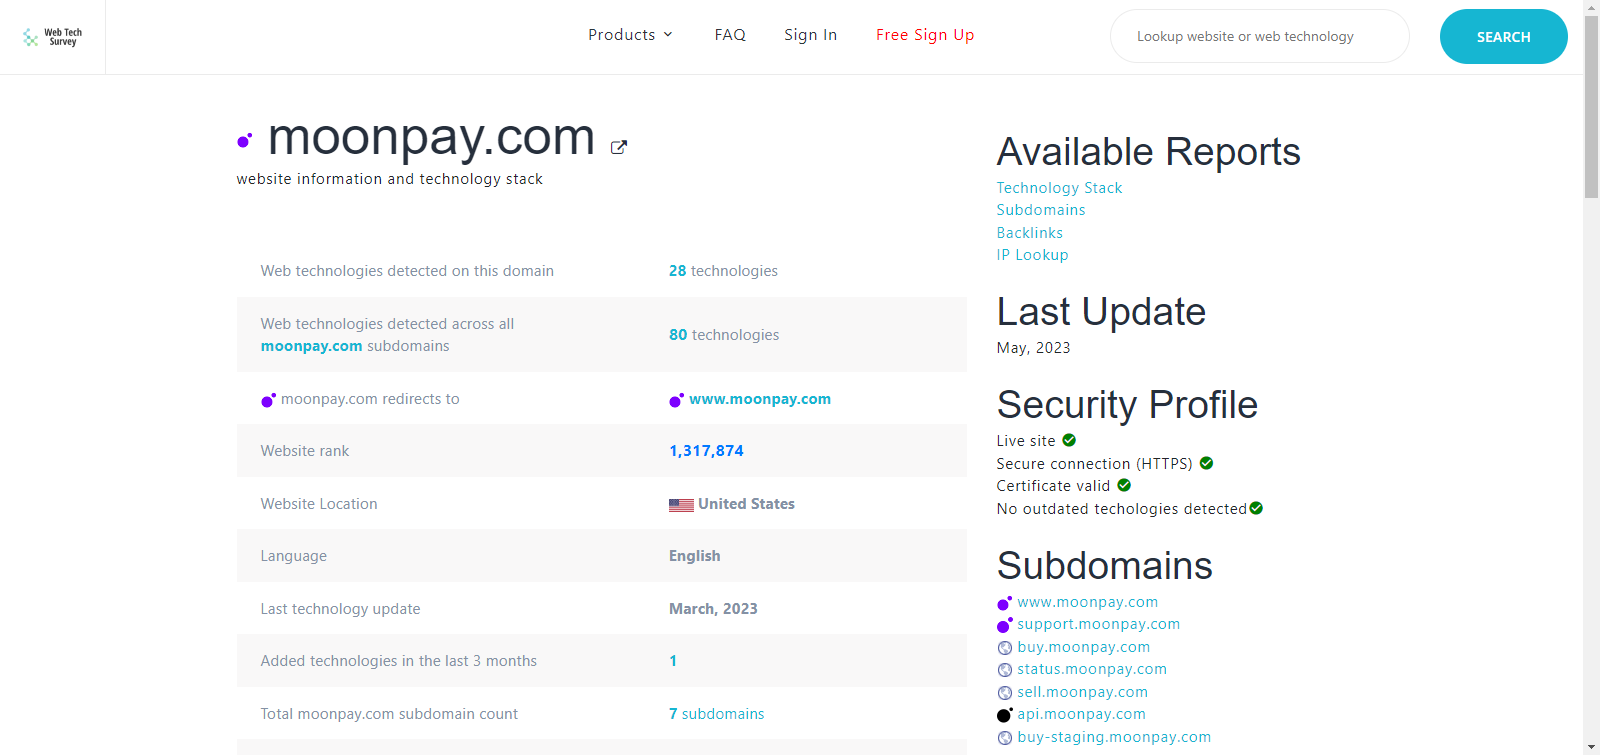 Web Tech
Survey
Products
FAQ
Sign In
Free Sign Up
Lookup website or web technology
SEARCH
moonpay.com
website information and technology stack
Web technologies detected on this domain
28 technologies
Web technologies detected across all
moonpay.com subdomains
80 technologies
moonpay.com redirects to
www.moonpay.com
Website rank
1,317,874
Website Location
United States
Language
English
Last technology update
March, 2023
Added technologies in the last 3 months
1
Total moonpay.com subdomain count
7 subdomains
Available Reports
Technology Stack
Subdomains
Backlinks
IP Lookup
Last Update
May, 2023
Security Profile
Live site
Secure connection (HTTPS)
Certificate valid
No outdated techologies detected
Subdomains
www.moonpay.com
support.moonpay.com
buy.moonpay.com
status.moonpay.com
sell.moonpay.com
api.moonpay.com
buy-staging.moonpay.com